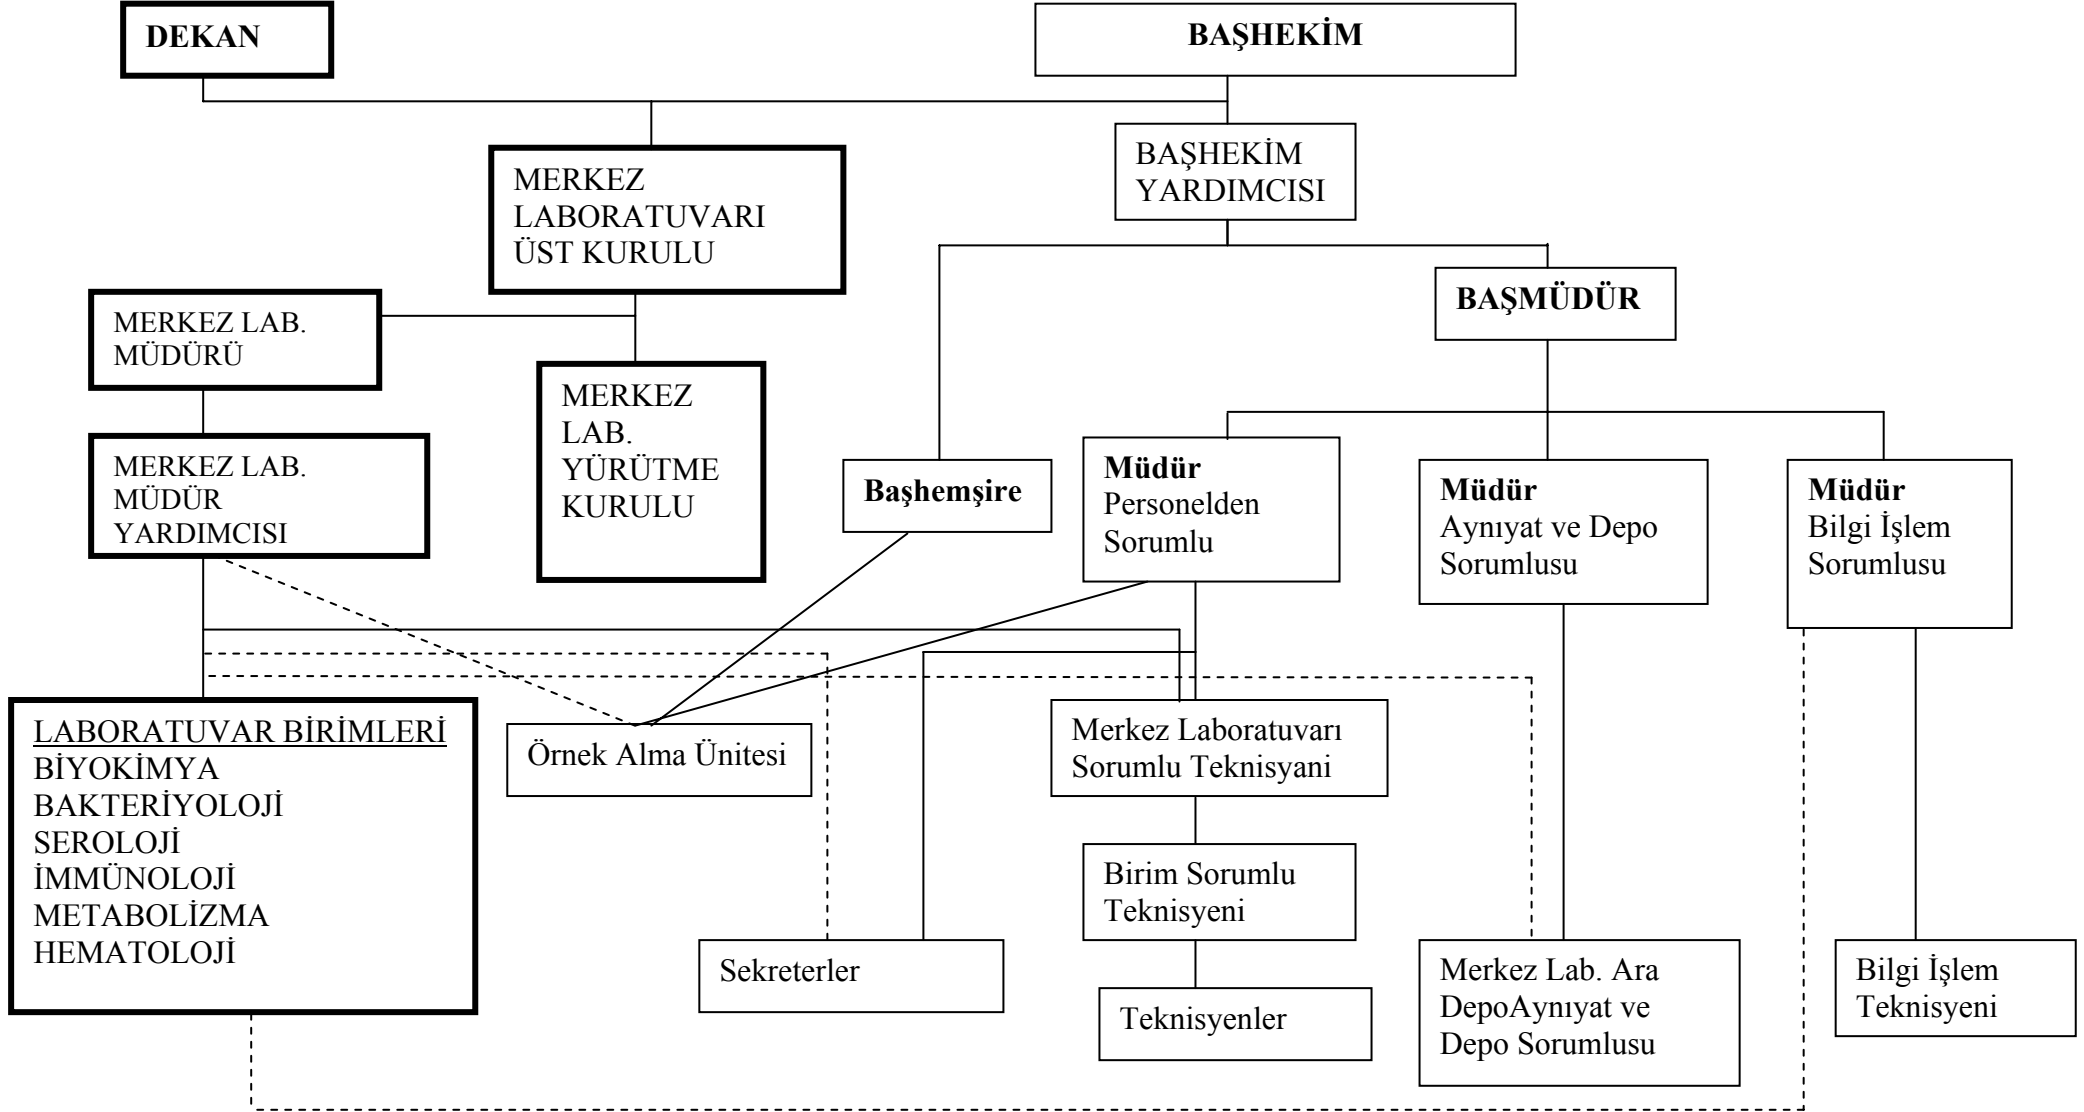 DEKAN
BAŞHEKİM
BAŞHEKİM
YARDIMCISI
MERKEZ
LABORATUVARI
ÜST KURULU
BAŞMÜDÜR
MERKEZ LAB.
MÜDÜRÜ
MERKEZ
LAB.
YÜRÜTME
KURULU
MERKEZ LAB.
MÜDÜR
YARDIMCISI
Başhemşire
Müdür
Personelden
Sorumlu
Müdür
Aynıyat ve Depo
Sorumlusu
Müdür
Bilgi İşlem
Sorumlusu
LABORATUVAR BİRİMLERİ
BİYOKİMYA
BAKTERİYOLOJİ
SEROLOJİ
İMMÜNOLOJİ
METABOLİZMA
HEMATOLOJİ
Örnek Alma Ünitesi
Merkez Laboratuvarı
Sorumlu Teknisyani
Birim Sorumlu
Teknisyeni
Sekreterler
Teknisyenler
Merkez Lab. Ara
DepoAynıyat ve
Depo Sorumlusu
Bilgi İşlem
Teknisyeni